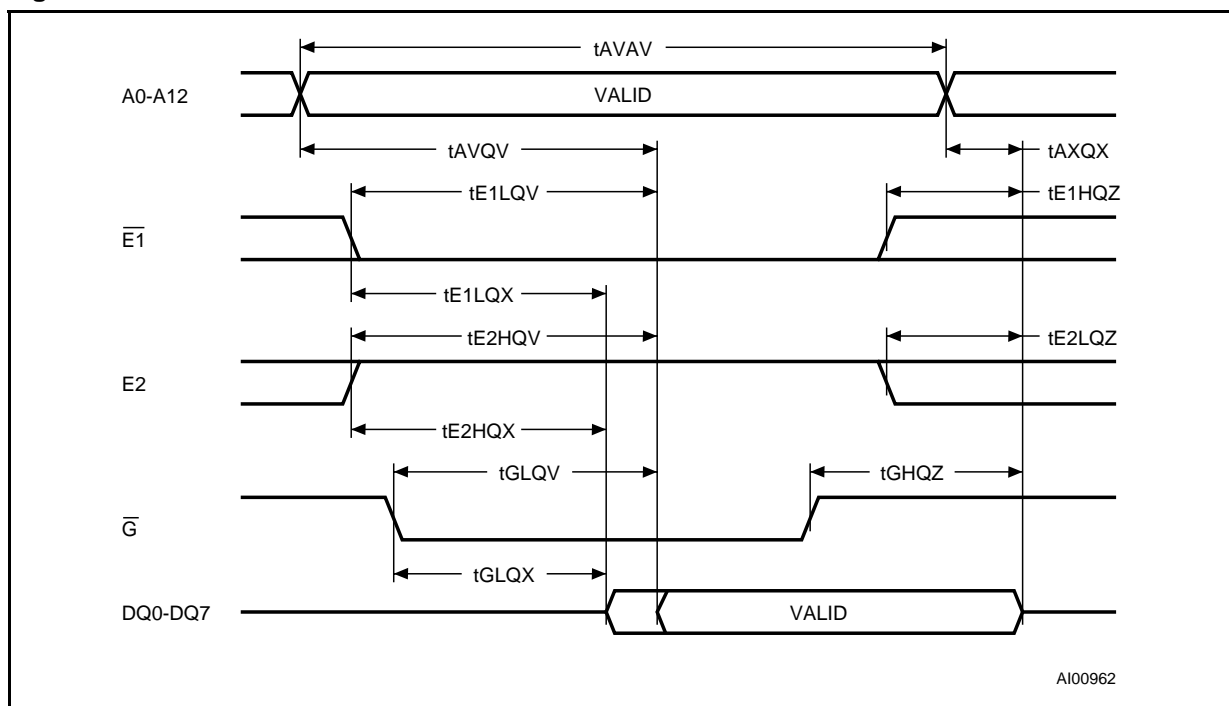 tAVAV
A0-A12
VALID
tAVQV
tAXQX
tE1LQV
tE1HQZ
E1
tE1LQX
tE2HQV
tE2LQZ
E2
tE2HQX
tGLQV
tGHQZ
G
tGLQX
DQ0-DQ7
VALID
AI00962